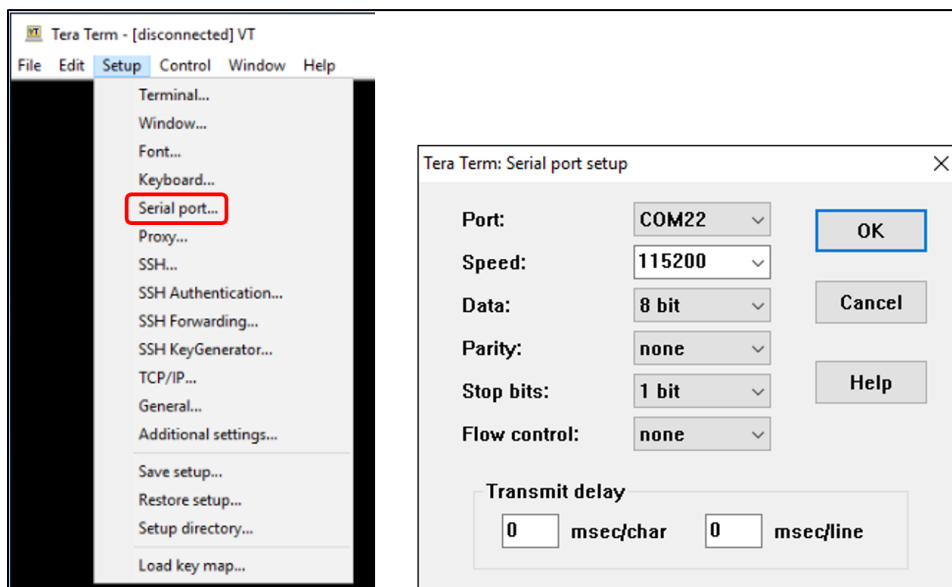 Tera Term - [disconnected] VT
File Edit Setup Control Window Help
Terminal...
Window...
Font...
Keyboard...
Serial port...
Proxy...
SSH...
SSH Authentication...
SSH Forwarding...
SSH KeyGenerator...
TCP/IP...
General...
Additional settings...
Save setup...
Restore setup...
Setup directory...
Load key map...
Tera Term: Serial port setup
Port: COM22 OK
Speed: 115200
Data: 8 bit Cancel
Parity: none
Stop bits: 1 bit Help
Flow control: none
Transmit delay
0 msec/char 0 msec/line